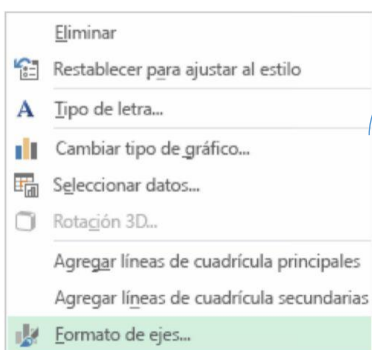 Eliminar
Restablecer para ajustar al estilo
Tipo de letra...
Cambiar tipo de gráfico...
Seleccionar datos...
Rotación 3D...
Agregar líneas de cuadrícula principales
Agregar líneas de cuadrícula secundarias
Formato de ejes...